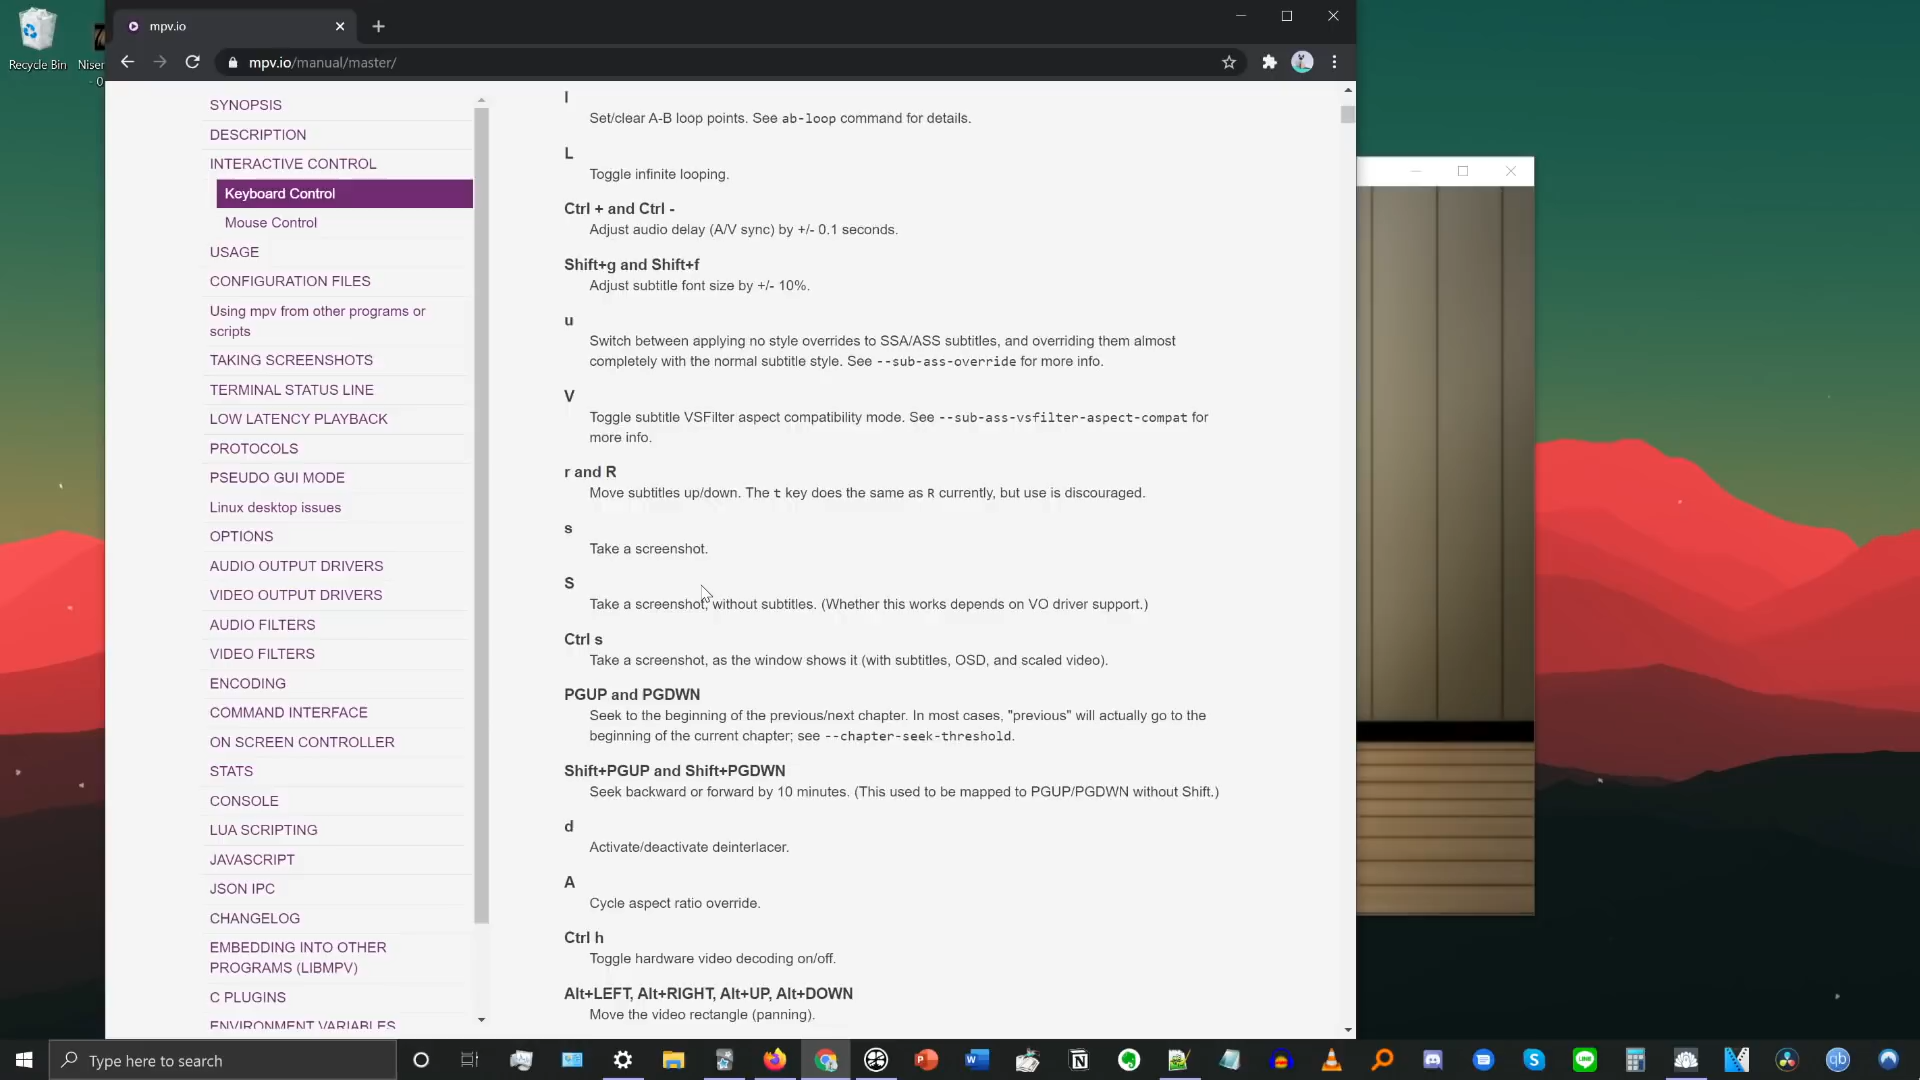 mpv.io
mpv.io/manual/master/
Recycle Bin
Niser
- 0
SYNOPSIS
DESCRIPTION
INTERACTIVE CONTROL
Keyboard Control
Mouse Control
USAGE
CONFIGURATION FILES
Using mpv from other programs or
scripts
TAKING SCREENSHOTS
TERMINAL STATUS LINE
LOW LATENCY PLAYBACK
PROTOCOLS
PSEUDO GUI MODE
Linux desktop issues
OPTIONS
AUDIO OUTPUT DRIVERS
VIDEO OUTPUT DRIVERS
AUDIO FILTERS
VIDEO FILTERS
ENCODING
COMMAND INTERFACE
ON SCREEN CONTROLLER
STATS
CONSOLE
LUA SCRIPTING
JAVASCRIPT
JSON IPC
CHANGELOG
EMBEDDING INTO OTHER
PROGRAMS (LIBMPV)
C PLUGINS
ENVIRONMENT VARIABLES
l
Set/clear A-B loop points. See ab-loop command for details.
L
Toggle infinite looping.
Ctrl + and Ctrl -
Adjust audio delay (A/V sync) by +/- 0.1 seconds.
Shift+g and Shift+f
Adjust subtitle font size by +/- 10%.
u
Switch between applying no style overrides to SSA/ASS subtitles, and overriding them almost
completely with the normal subtitle style. See --sub-ass-override for more info.
V
Toggle subtitle VSFilter aspect compatibility mode. See --sub-ass-vsfilter-aspect-compat for
more info.
r and R
Move subtitles up/down. The t key does the same as R currently, but use is discouraged.
s
Take a screenshot.
S
Take a screenshot, without subtitles. (Whether this works depends on VO driver support.)
Ctrl s
Take a screenshot, as the window shows it (with subtitles, OSD, and scaled video).
PGUP and PGDWN
Seek to the beginning of the previous/next chapter. In most cases, "previous" will actually go to the
beginning of the current chapter; see --chapter-seek-threshold.
Shift+PGUP and Shift+PGDWN
Seek backward or forward by 10 minutes. (This used to be mapped to PGUP/PGDWN without Shift.)
d
Activate/deactivate deinterlacer.
A
Cycle aspect ratio override.
Ctrl h
Toggle hardware video decoding on/off.
Alt+LEFT, Alt+RIGHT, Alt+UP, Alt+DOWN
Move the video rectangle (panning).
Type here to search